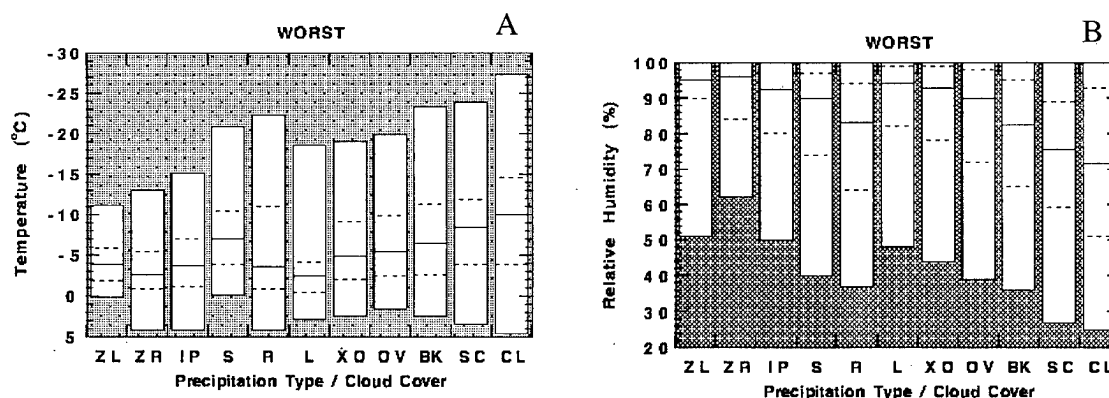 WORST
A
Temperature (°C)
-30
-25
-20
-15
-10
-5
0
5
ZL ZR IP S R L XO OV BK SC CL
Precipitation Type / Cloud Cover
WORST
B
Relative Humidity (%)
100
90
80
70
60
50
40
30
20
ZL ZR IP S R L XO OV BK SC CL
Precipitation Type / Cloud Cover